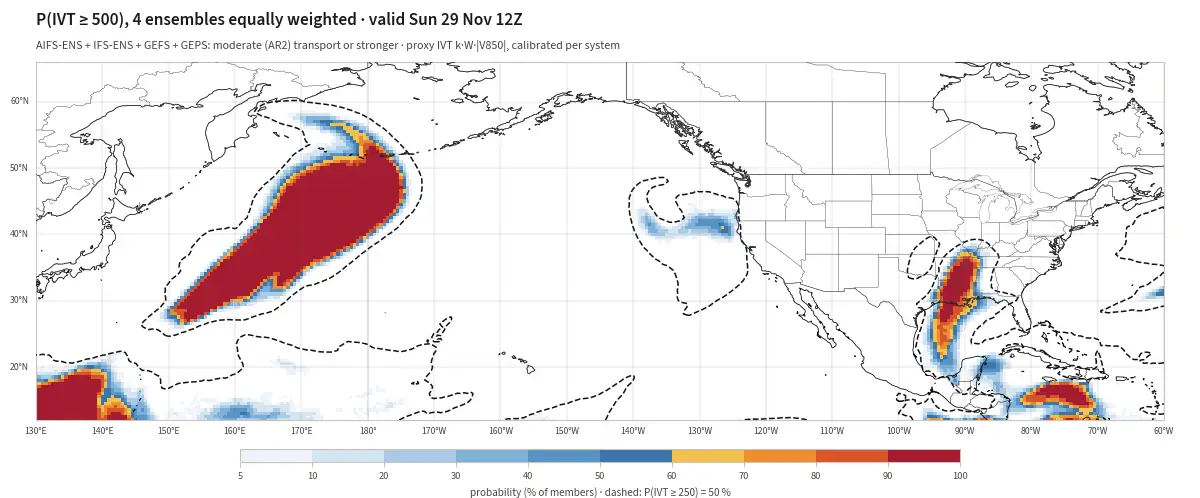 P(IVT ≥ 500), 4 ensembles equally weighted · valid Sun 29 Nov 12Z
AIFS-ENS + IFS-ENS + GEFS + GEPS: moderate (AR2) transport or stronger · proxy IVT k·W·|V850|, calibrated per system
60°N
50°N
40°N
30°N
20°N
130°E 140°E 150°E 160°E 170°E 180° 170°W 160°W 150°W 140°W 130°W 120°W 110°W 100°W 90°W 80°W 70°W 60°W
5 10 20 30 40 50 60 70 80 90 100
probability (% of members) · dashed: P(IVT ≥ 250) = 50 %